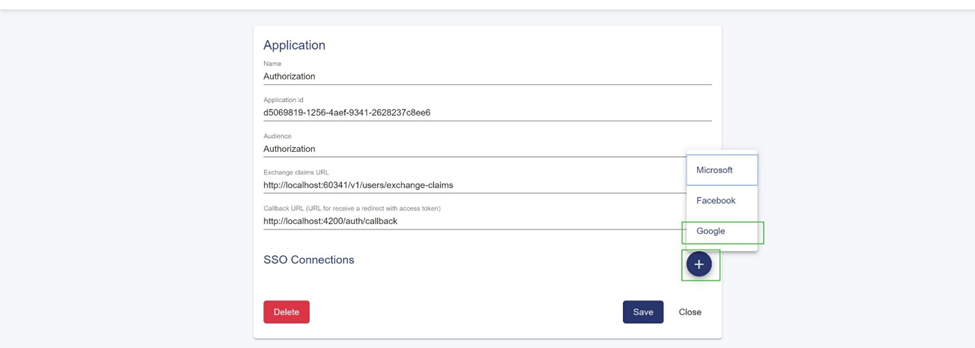 Application
Name
Authorization
Application id
d5069819-1256-4aef-9341-2628237c8ee6
Audience
Authorization
Exchange claims URL
http://localhost:60341/v1/users/exchange-claims
Callback URL (URL for receive a redirect with access token)
http://localhost:4200/auth/callback
Microsoft
Facebook
Google
SSO Connections
+
Delete
Save
Close